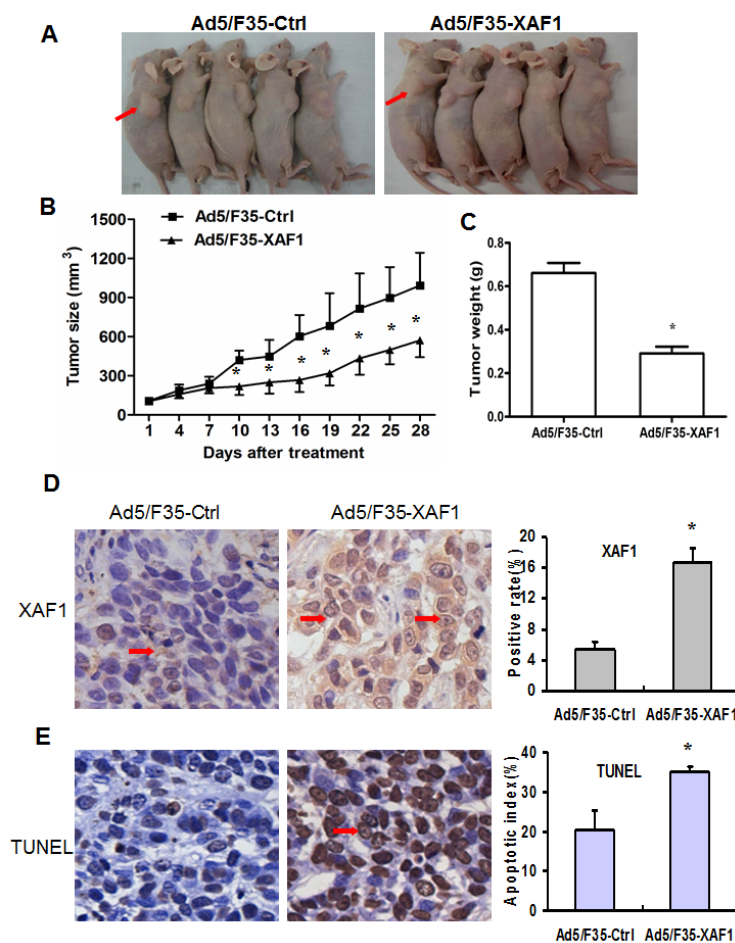 A
Ad5/F35-Ctrl
Ad5/F35-XAF1
B
Ad5/F35-Ctrl
Ad5/F35-XAF1
Tumor size (mm³)
1500
1200
900
600
300
0
* * * * * * *
1 4 7 10 13 16 19 22 25 28
Days after treatment
C
Tumor weight (g)
0.8
0.6
0.4
0.2
0.0
*
Ad5/F35-Ctrl
Ad5/F35-XAF1
D
Ad5/F35-Ctrl
Ad5/F35-XAF1
XAF1
Positive rate(%)
20
16
12
8
4
0
XAF1
*
Ad5/F35-Ctrl
Ad5/F35-XAF1
E
TUNEL
Apoptotic index(%)
40
30
20
10
0
TUNEL
*
Ad5/F35-Ctrl
Ad5/F35-XAF1